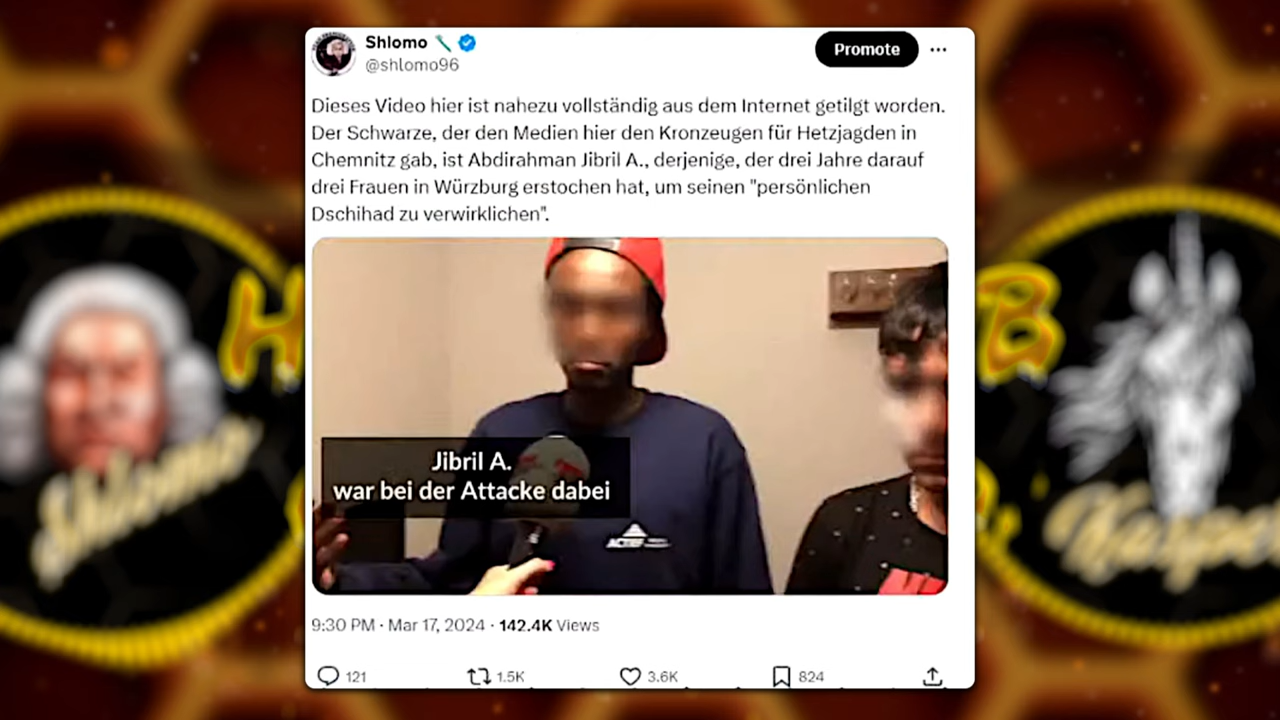 Shlomo
@shlomo96
Promote
Dieses Video hier ist nahezu vollständig aus dem Internet getilgt worden.
Der Schwarze, der den Medien hier den Kronzeugen für Hetzjagden in
Chemnitz gab, ist Abdirahman Jibril A., derjenige, der drei Jahre darauf
drei Frauen in Würzburg erstochen hat, um seinen "persönlichen
Dschihad zu verwirklichen".
Jibril A.
war bei der Attacke dabei
9:30 PM · Mar 17, 2024 · 142.4K Views
121 1.5K 3.6K 824
H
B
Shlomo